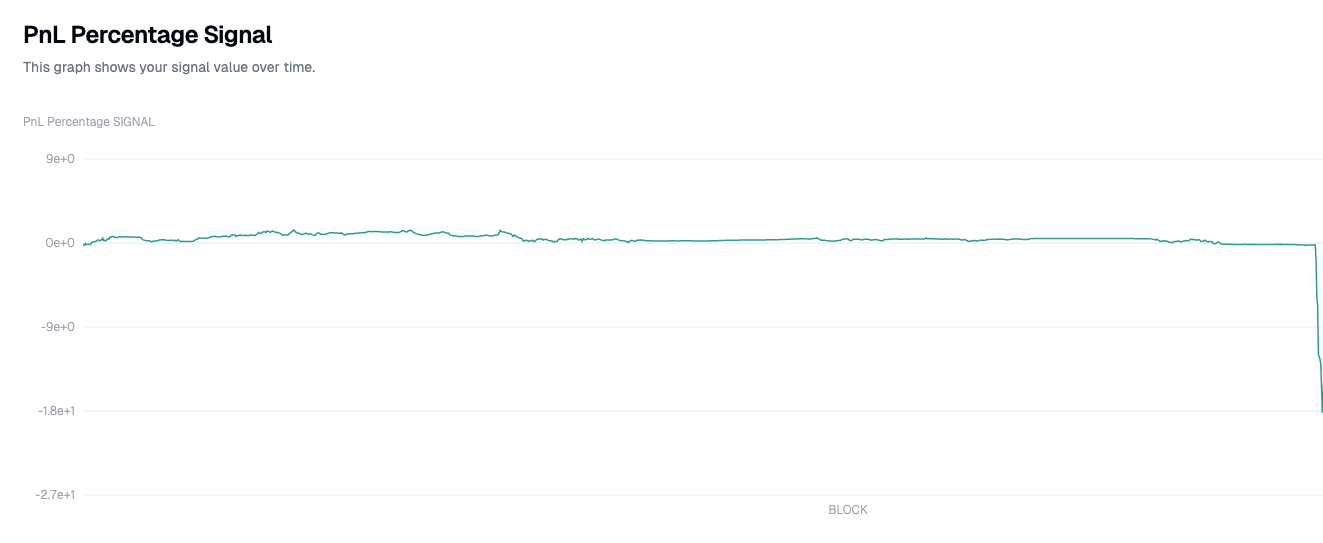 PnL Percentage Signal
This graph shows your signal value over time.
PnL Percentage SIGNAL
9e+0
0e+0
-9e+0
-1.8e+1
-2.7e+1
BLOCK